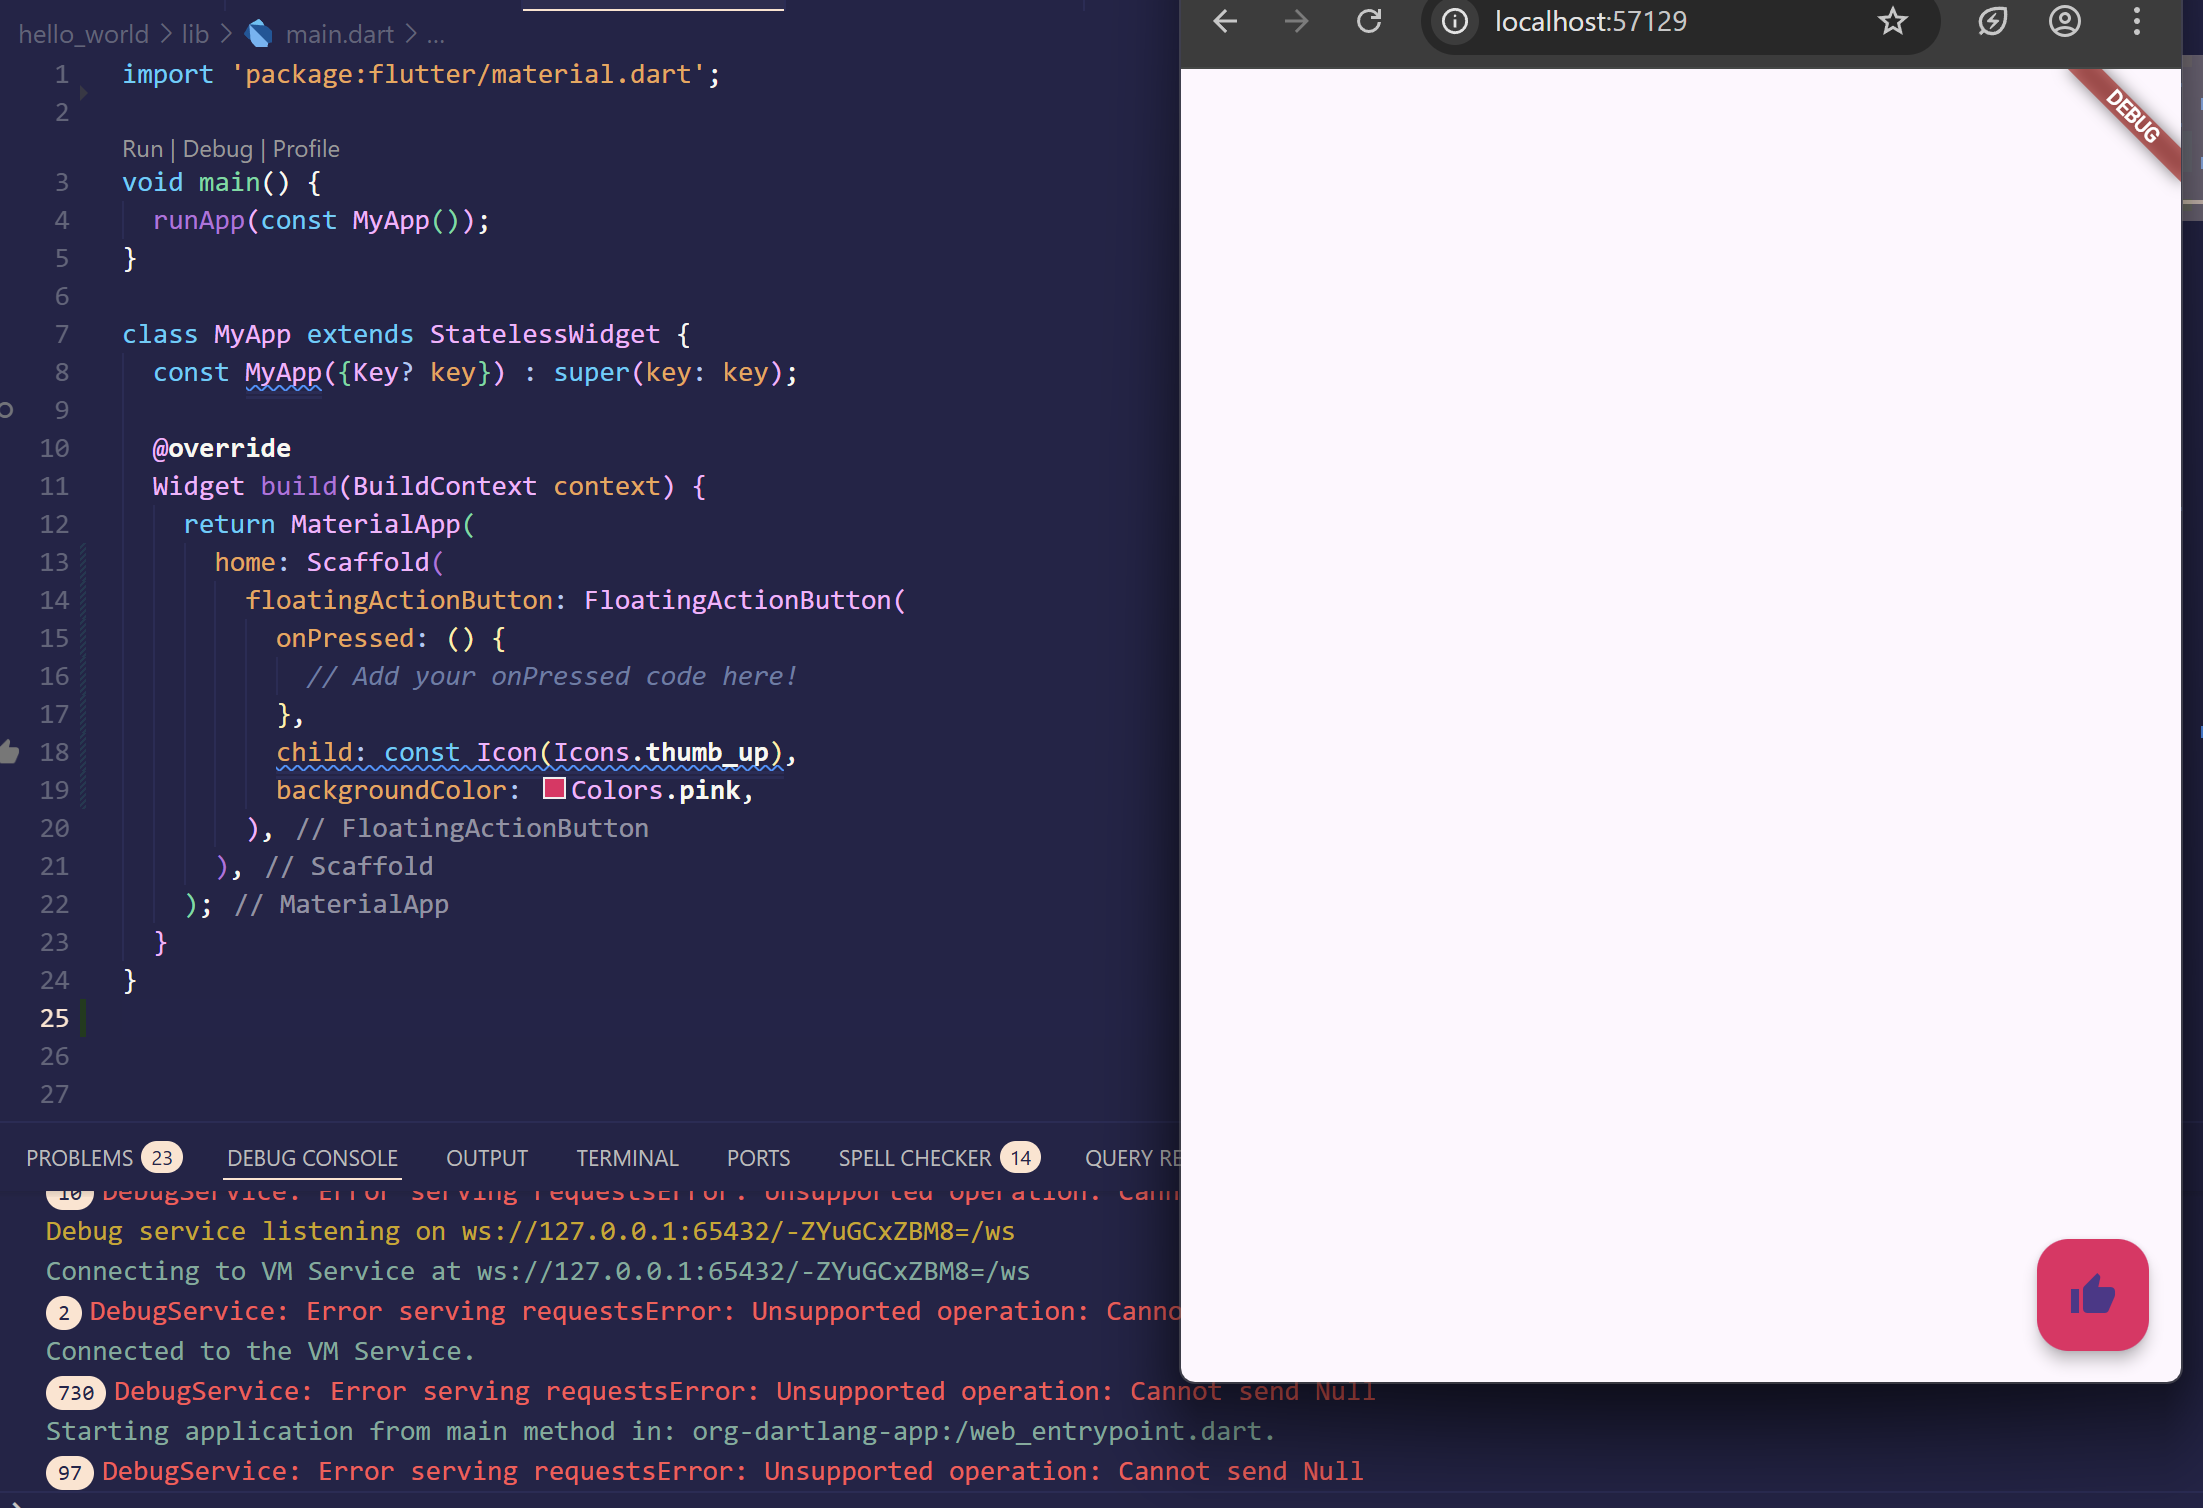 hello_world > lib > main.dart > ...
1 import 'package:flutter/material.dart';
2
Run | Debug | Profile
3 void main() {
4 runApp(const MyApp());
5 }
6
7 class MyApp extends StatelessWidget {
8 const MyApp({Key? key}) : super(key: key);
9
10 @override
11 Widget build(BuildContext context) {
12 return MaterialApp(
13 home: Scaffold(
14 floatingActionButton: FloatingActionButton(
15 onPressed: () {
16 // Add your onPressed code here!
17 },
18 child: const Icon(Icons.thumb_up),
19 backgroundColor: Colors.pink,
20 ), // FloatingActionButton
21 ), // Scaffold
22 ); // MaterialApp
23 }
24 }
25
26
27
PROBLEMS 23 DEBUG CONSOLE OUTPUT TERMINAL PORTS SPELL CHECKER 14 QUERY RE
10 DebugService: Error serving requestsError: Unsupported operation: Cann
Debug service listening on ws://127.0.0.1:65432/-ZYuGCxZBM8=/ws
Connecting to VM Service at ws://127.0.0.1:65432/-ZYuGCxZBM8=/ws
2 DebugService: Error serving requestsError: Unsupported operation: Canno
Connected to the VM Service.
730 DebugService: Error serving requestsError: Unsupported operation: Cannot send Null
Starting application from main method in: org-dartlang-app:/web_entrypoint.dart.
97 DebugService: Error serving requestsError: Unsupported operation: Cannot send Null
localhost:57129
DEBUG